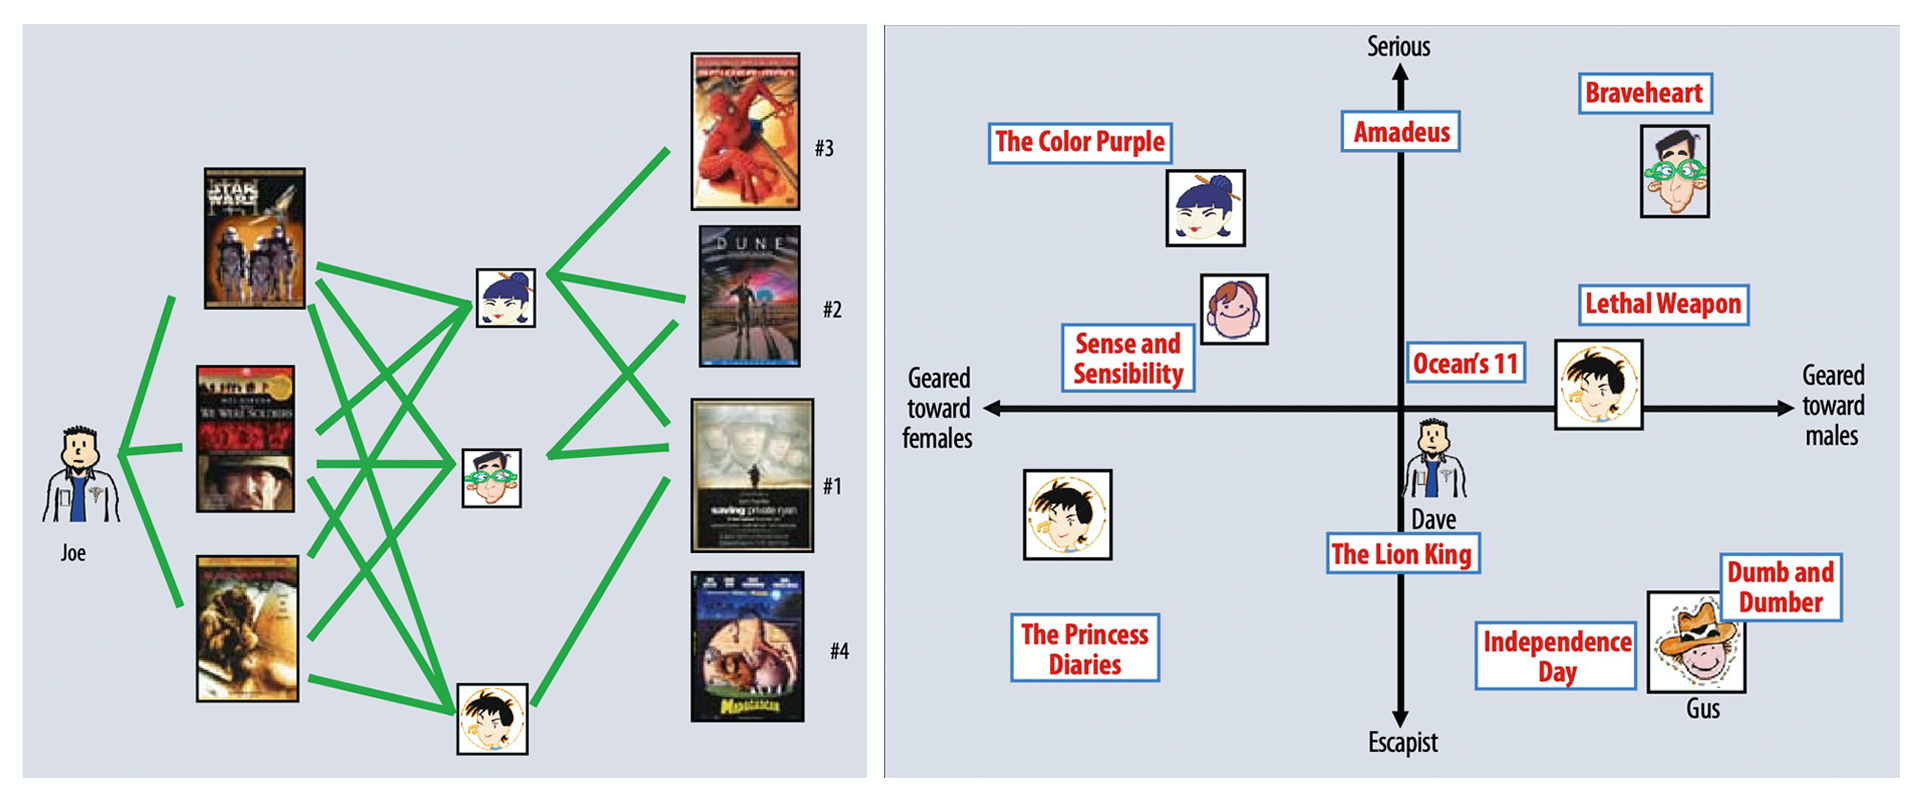 STAR
WARS
WE WERE SOLDIERS
Joe
#3
DUNE
#2
saving private ryan
#1
Madagascar
#4
Serious
Braveheart
Amadeus
The Color Purple
Lethal Weapon
Ocean's 11
Sense and
Sensibility
Geared
toward
females
Geared
toward
males
Dave
The Lion King
Dumb and
Dumber
The Princess
Diaries
Independence
Day
Gus
Escapist